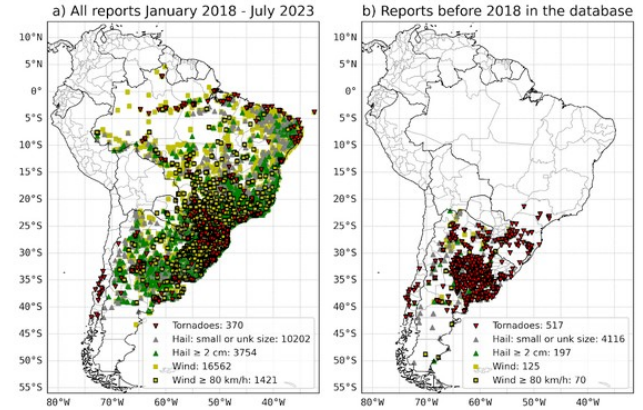 a) All reports January 2018 - July 2023
10°N
5°N
0°
5°S
10°S
15°S
20°S
25°S
30°S
35°S
40°S
45°S
50°S
55°S
80°W 70°W 60°W 50°W 40°W
Tornadoes: 370
Hail: small or unk size: 10202
Hail ≥ 2 cm: 3754
Wind: 16562
Wind ≥ 80 km/h: 1421
b) Reports before 2018 in the database
10°N
5°N
0°
5°S
10°S
15°S
20°S
25°S
30°S
35°S
40°S
45°S
50°S
55°S
80°W 70°W 60°W 50°W 40°W
Tornadoes: 517
Hail: small or unk size: 4116
Hail ≥ 2 cm: 197
Wind: 125
Wind ≥ 80 km/h: 70